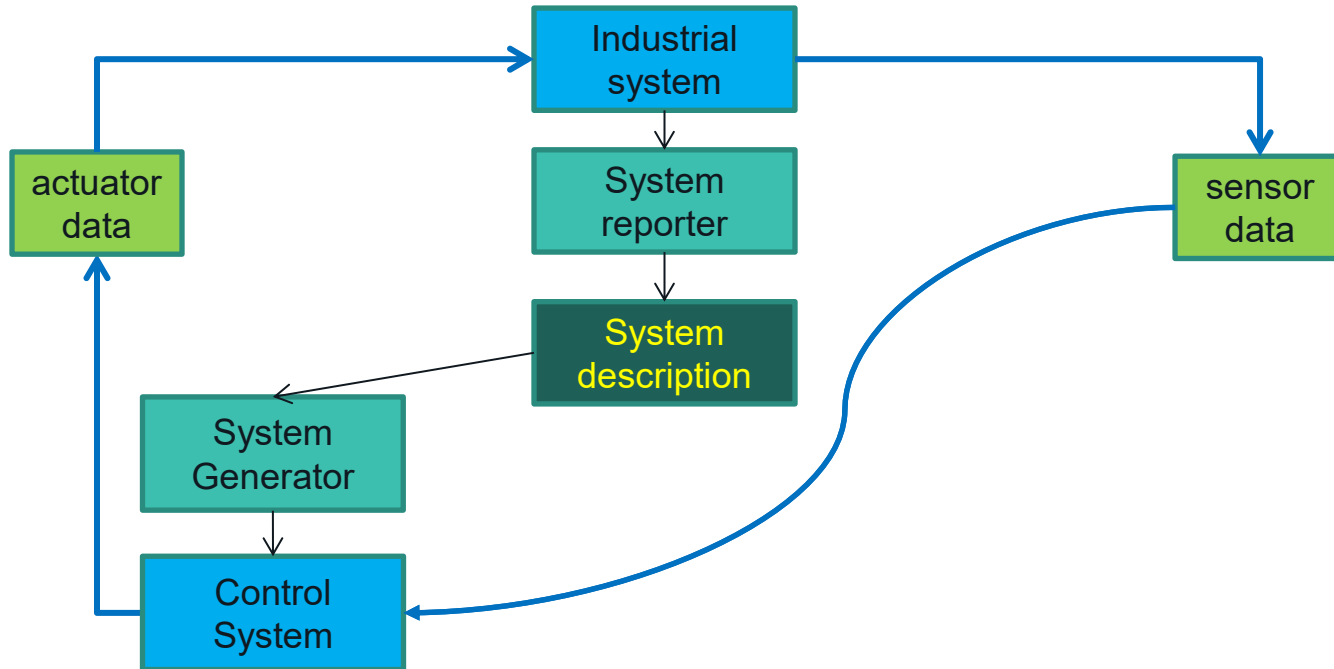 Industrial
system
actuator
data
System
reporter
sensor
data
System
description
System
Generator
Control
System